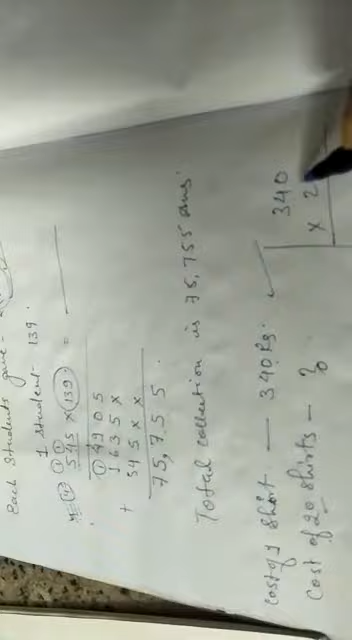 Each Students gave -
1 student 139.
545 × 139 =
4905
1635×
+ 545××
75,755.
Total collection is 75,755 ans.
Cost of 1 Shirt — 340 Rs.
340
Cost of 20 Shirts — ?
× 2